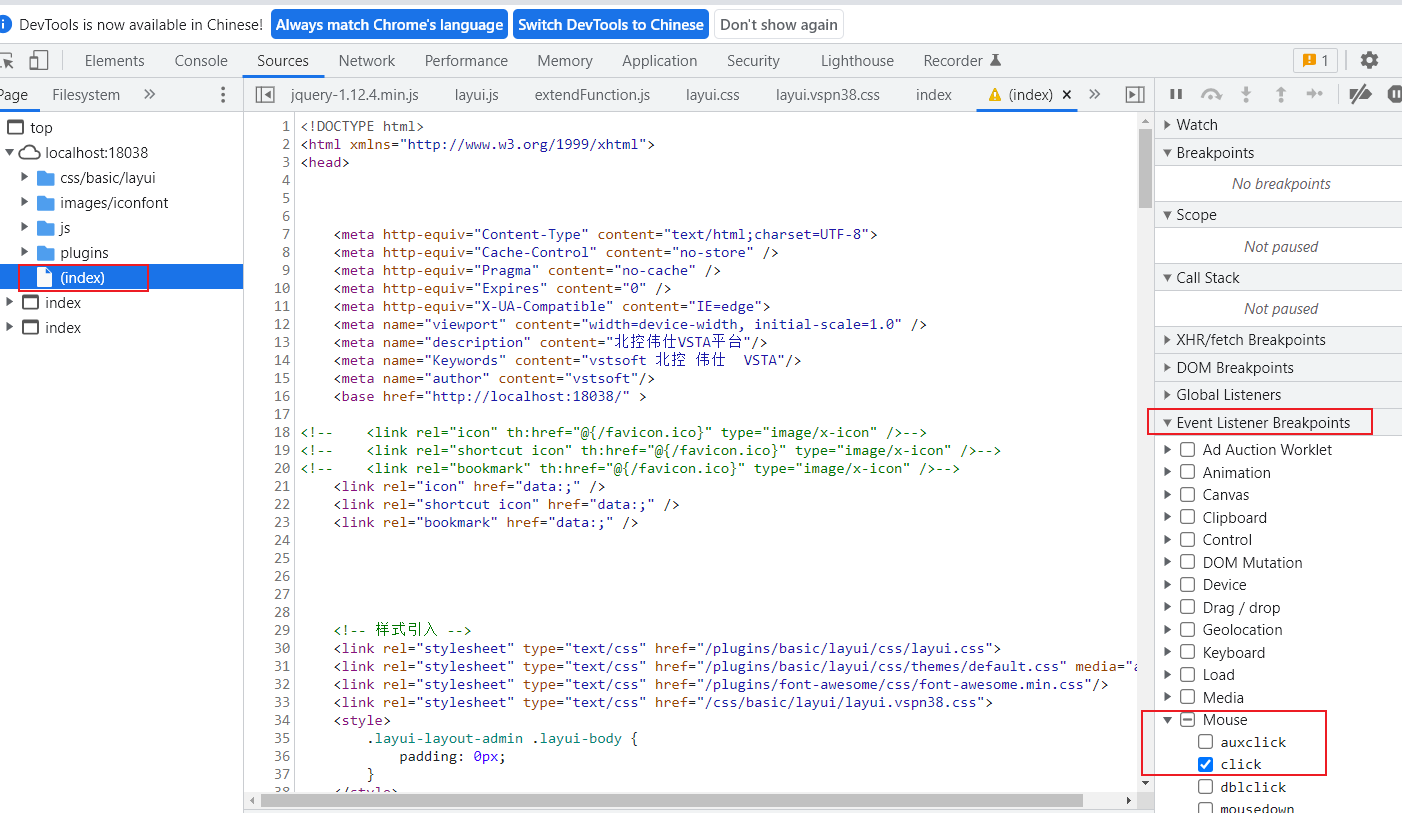 DevTools is now available in Chinese! Always match Chrome's language Switch DevTools to Chinese Don't show again
Elements Console Sources Network Performance Memory Application Security Lighthouse Recorder 1
Page Filesystem
jquery-1.12.4.min.js layui.js extendFunction.js layui.css layui.vspn38.css index (index)
top
localhost:18038
css/basic/layui
images/iconfont
js
plugins
(index)
index
index
1 <!DOCTYPE html>
2 <html xmlns="http://www.w3.org/1999/xhtml">
3 <head>
4
5
6
7 <meta http-equiv="Content-Type" content="text/html;charset=UTF-8">
8 <meta http-equiv="Cache-Control" content="no-store" />
9 <meta http-equiv="Pragma" content="no-cache" />
10 <meta http-equiv="Expires" content="0" />
11 <meta http-equiv="X-UA-Compatible" content="IE=edge">
12 <meta name="viewport" content="width=device-width, initial-scale=1.0" />
13 <meta name="description" content="北控伟仕VSTA平台"/>
14 <meta name="Keywords" content="vstsoft 北控 伟仕  VSTA"/>
15 <meta name="author" content="vstsoft"/>
16 <base href="http://localhost:18038/" >
17
18 <!--    <link rel="icon" th:href="@{/favicon.ico}" type="image/x-icon" />-->
19 <!--    <link rel="shortcut icon" th:href="@{/favicon.ico}" type="image/x-icon" />-->
20 <!--    <link rel="bookmark" th:href="@{/favicon.ico}" type="image/x-icon" />-->
21 <link rel="icon" href="data:;" />
22 <link rel="shortcut icon" href="data:;" />
23 <link rel="bookmark" href="data:;" />
24
25
26
27
28
29 <!-- 样式引入 -->
30 <link rel="stylesheet" type="text/css" href="/plugins/basic/layui/css/layui.css">
31 <link rel="stylesheet" type="text/css" href="/plugins/basic/layui/css/themes/default.css" media="a
32 <link rel="stylesheet" type="text/css" href="/plugins/font-awesome/css/font-awesome.min.css"/>
33 <link rel="stylesheet" type="text/css" href="/css/basic/layui/layui.vspn38.css">
34 <style>
35 .layui-layout-admin .layui-body {
36 padding: 0px;
37 }
38 </style>
Watch
Breakpoints
No breakpoints
Scope
Not paused
Call Stack
Not paused
XHR/fetch Breakpoints
DOM Breakpoints
Global Listeners
Event Listener Breakpoints
Ad Auction Worklet
Animation
Canvas
Clipboard
Control
DOM Mutation
Device
Drag / drop
Geolocation
Keyboard
Load
Media
Mouse
auxclick
click
dblclick
mousedown